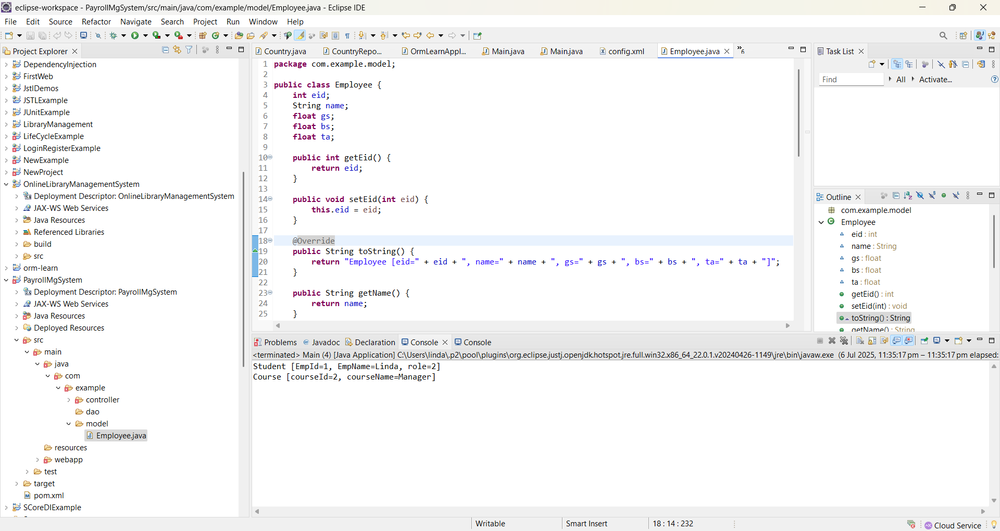 eclipse-workspace - PayrollMgSystem/src/main/java/com/example/model/Employee.java - Eclipse IDE
File Edit Source Refactor Navigate Search Project Run Window Help
Project Explorer
DependencyInjection
FirstWeb
JstlDemos
JSTLExample
JUnitExample
LibraryManagement
LifeCycleExample
LoginRegisterExample
NewExample
NewProject
OnlineLibraryManagementSystem
Deployment Descriptor: OnlineLibraryManagementSystem
JAX-WS Web Services
Java Resources
Referenced Libraries
build
src
orm-learn
PayrollMgSystem
Deployment Descriptor: PayrollMgSystem
JAX-WS Web Services
Java Resources
Deployed Resources
src
main
java
com
example
controller
dao
model
Employee.java
resources
webapp
test
target
pom.xml
SCoreDIExample
Country.java CountryRepo... OrmLearnAppl... Main.java Main.java config.xml Employee.java »6
1 package com.example.model;
2
3 public class Employee {
4 int eid;
5 String name;
6 float gs;
7 float bs;
8 float ta;
9
10 public int getEid() {
11 return eid;
12 }
13
14 public void setEid(int eid) {
15 this.eid = eid;
16 }
17
18 @Override
19 public String toString() {
20 return "Employee [eid=" + eid + ", name=" + name + ", gs=" + gs + ", bs=" + bs + ", ta=" + ta + "]";
21 }
22
23 public String getName() {
24 return name;
25 }
Task List
Find All Activate...
Outline
com.example.model
Employee
eid : int
name : String
gs : float
bs : float
ta : float
getEid() : int
setEid(int) : void
toString() : String
getName() : String
Problems Javadoc Declaration Console Console
<terminated> Main (4) [Java Application] C:\Users\linda\.p2\pool\plugins\org.eclipse.justj.openjdk.hotspot.jre.full.win32.x86_64_22.0.1.v20240426-1149\jre\bin\javaw.exe (6 Jul 2025, 11:35:17 pm – 11:35:17 pm elapsed:
Student [EmpId=1, EmpName=Linda, role=2]
Course [courseId=2, courseName=Manager]
Writable Smart Insert 18 : 14 : 232 Cloud Service